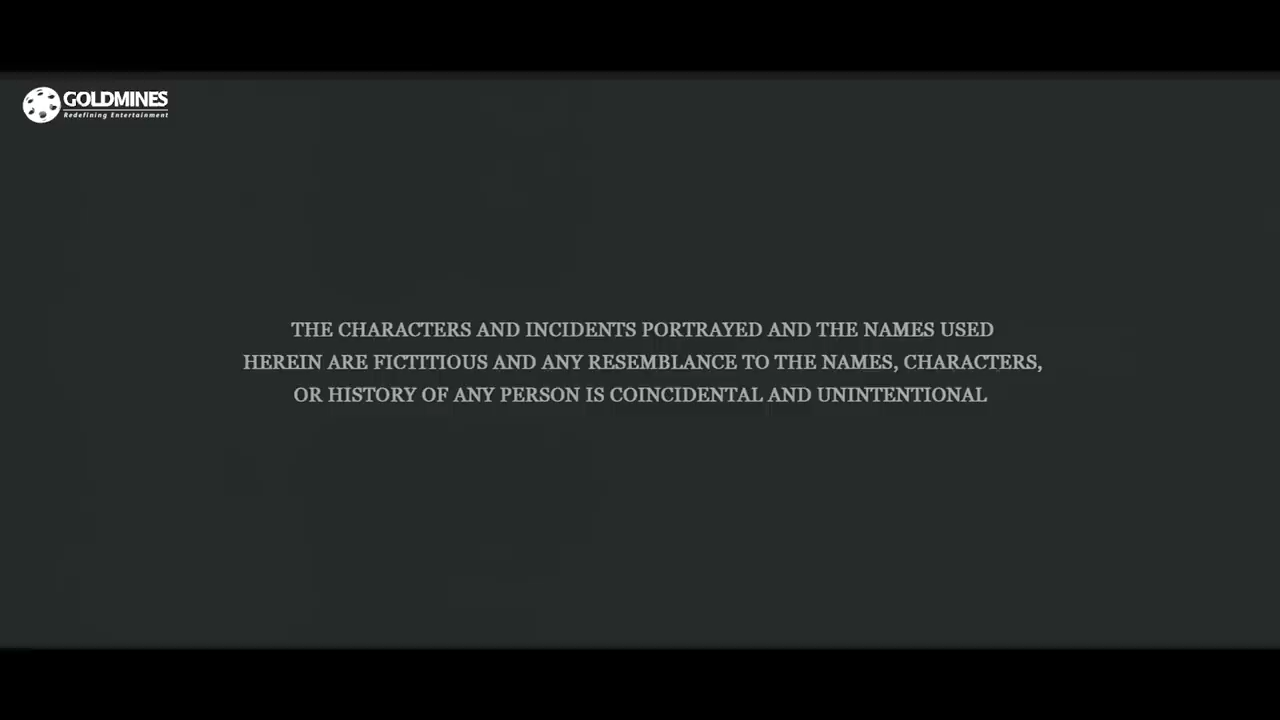 GOLDMINES
Redefining Entertainment
THE CHARACTERS AND INCIDENTS PORTRAYED AND THE NAMES USED
HEREIN ARE FICTITIOUS AND ANY RESEMBLANCE TO THE NAMES, CHARACTERS,
OR HISTORY OF ANY PERSON IS COINCIDENTAL AND UNINTENTIONAL